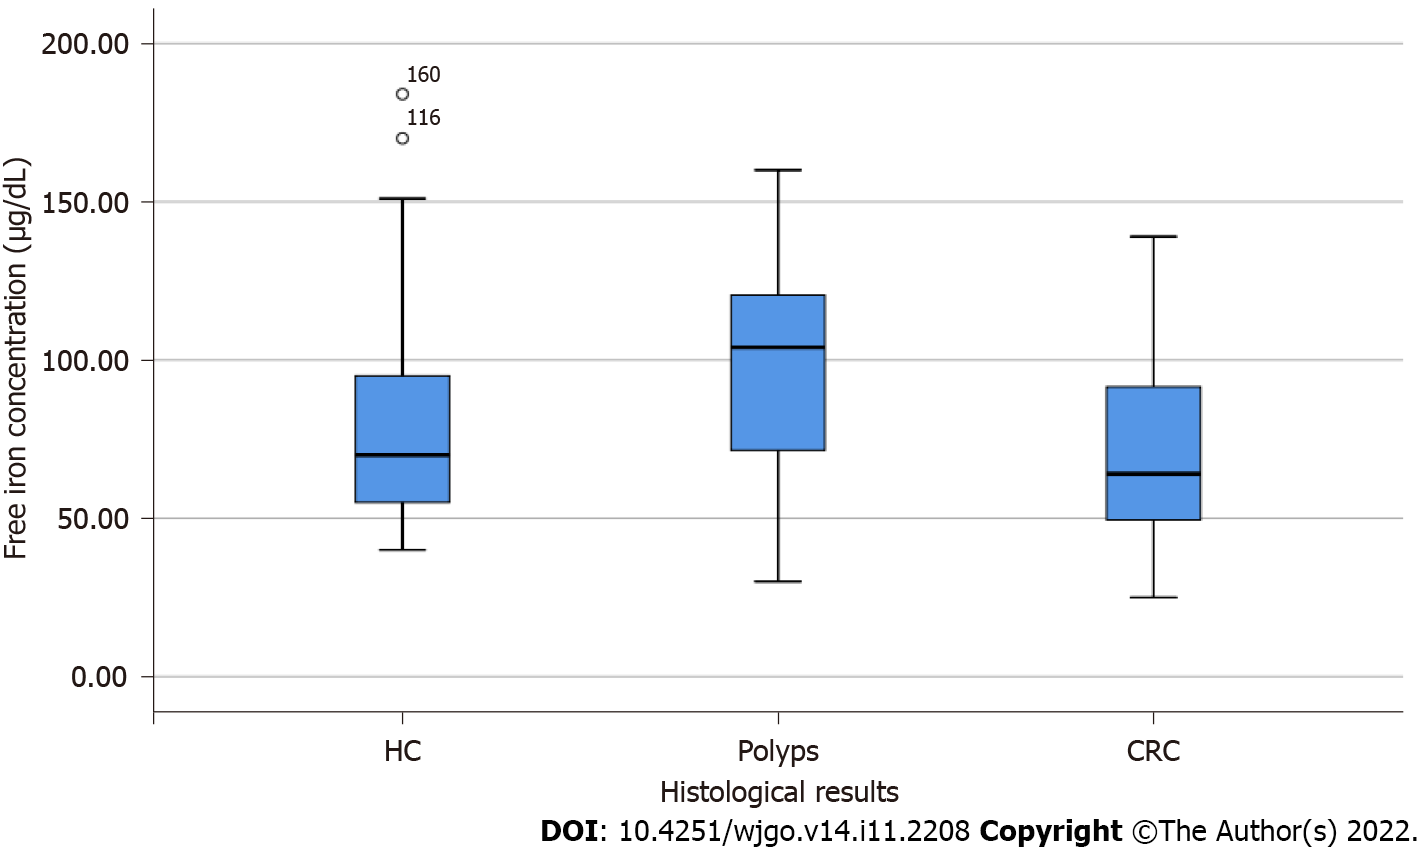 200.00
160
116
150.00
100.00
50.00
0.00
Free iron concentration (µg/dL)
HC Polyps CRC
Histological results
DOI: 10.4251/wjgo.v14.i11.2208 Copyright ©The Author(s) 2022.